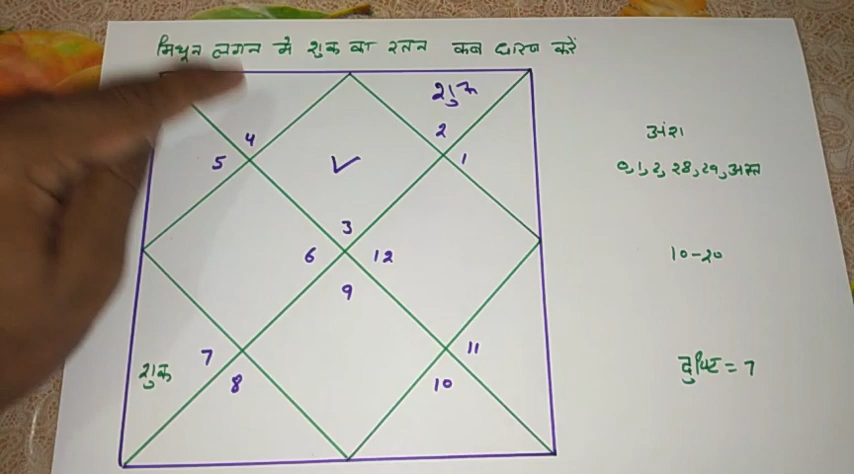 मिथुन लगन मे शुक्र का रतन कब धारण करें
शुक्र
4 2
5 ✓ 1
अंश
0, 1, 2, 28, 29, अस्त
3
6 12
9
10-20
7 11
शुक्र
8 10
दृष्टि = 7